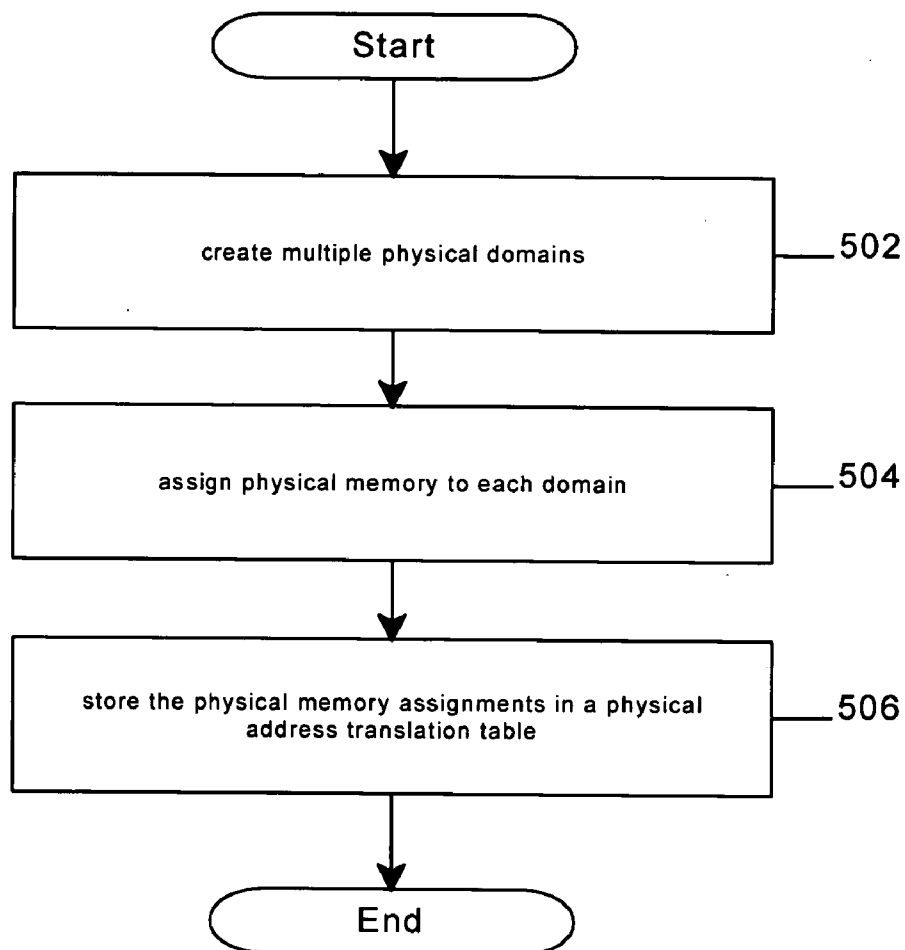 Start
create multiple physical domains
502
assign physical memory to each domain
504
store the physical memory assignments in a physical
address translation table
506
End